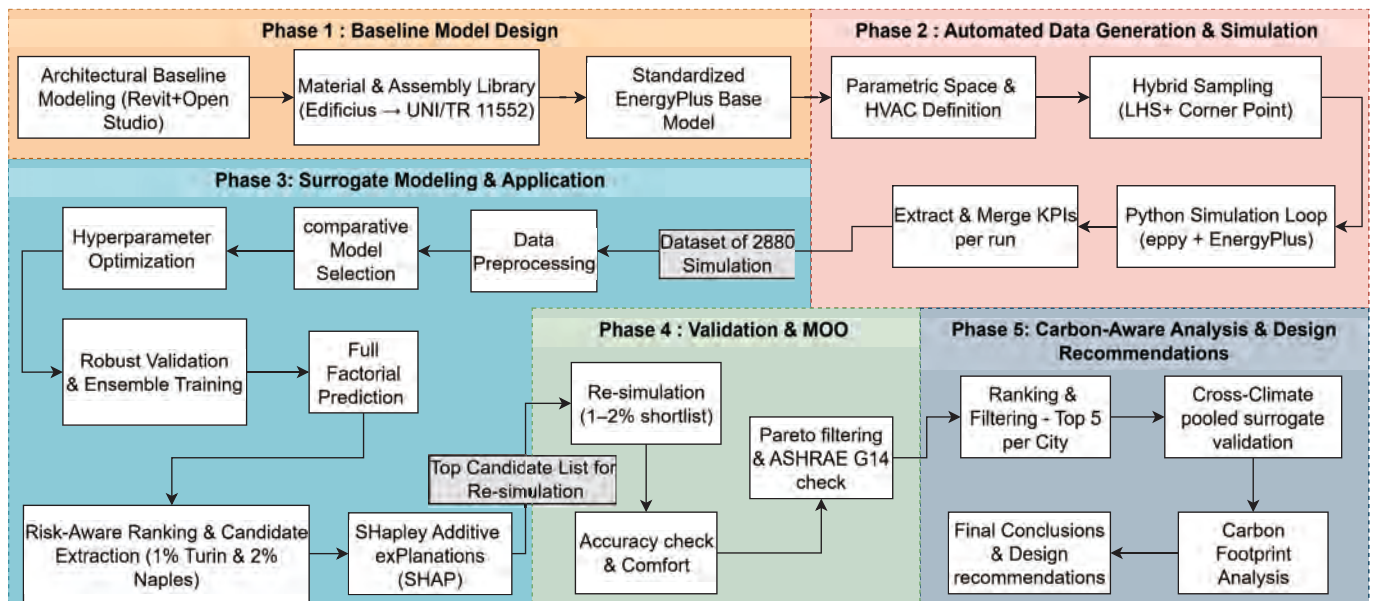 Phase 1 : Baseline Model Design
Architectural Baseline
Modeling (Revit+Open
Studio)
Material & Assembly Library
(Edificius → UNI/TR 11552)
Standardized
EnergyPlus Base
Model
Phase 2 : Automated Data Generation & Simulation
Parametric Space &
HVAC Definition
Hybrid Sampling
(LHS+ Corner Point)
Python Simulation Loop
(eppy + EnergyPlus)
Extract & Merge KPIs
per run
Phase 3: Surrogate Modeling & Application
Dataset of 2880
Simulation
Data
Preprocessing
comparative
Model
Selection
Hyperparameter
Optimization
Robust Validation
& Ensemble Training
Full
Factorial
Prediction
Risk-Aware Ranking & Candidate
Extraction (1% Turin & 2%
Naples)
SHapley Additive
exPlanations
(SHAP)
Top Candidate List for
Re-simulation
Phase 4 : Validation & MOO
Re-simulation
(1–2% shortlist)
Accuracy check
& Comfort
Pareto filtering
& ASHRAE G14
check
Phase 5: Carbon-Aware Analysis & Design
Recommendations
Ranking &
Filtering - Top 5
per City
Cross-Climate
pooled surrogate
validation
Carbon
Footprint
Analysis
Final Conclusions
& Design
recommendations